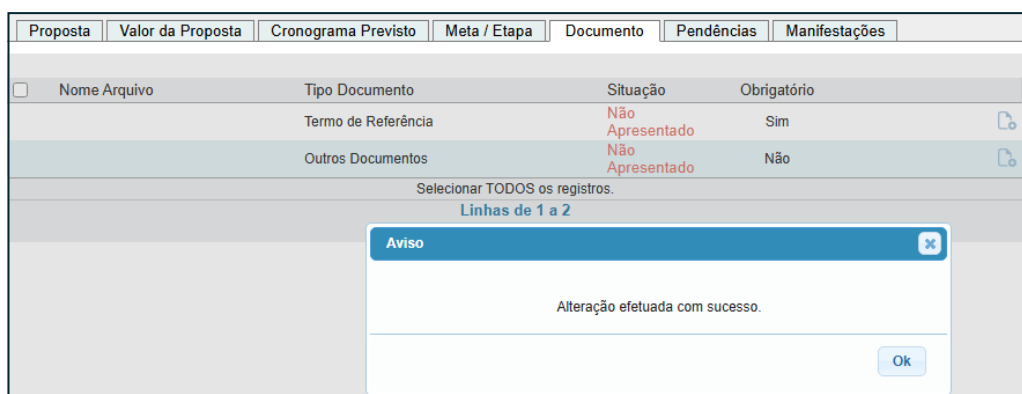 Proposta Valor da Proposta Cronograma Previsto Meta / Etapa Documento Pendências Manifestações
Nome Arquivo Tipo Documento Situação Obrigatório
Termo de Referência Não Apresentado Sim
Outros Documentos Não Apresentado Não
Selecionar TODOS os registros.
Linhas de 1 a 2
Aviso
Alteração efetuada com sucesso.
Ok